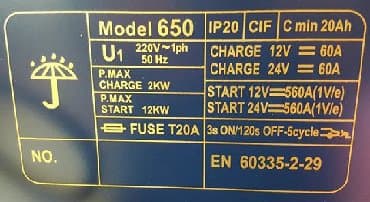 Model 650 IP20 CIF C min 20Ah
U1 220V~1ph 50 Hz
CHARGE 12V 60A
CHARGE 24V 60A
P.MAX
CHARGE 2KW
P.MAX
START 12KW
START 12V 560A(1V/e)
START 24V 560A(1V/e)
FUSE T20A 3s ON/120s OFF-5cycle
NO. EN 60335-2-29